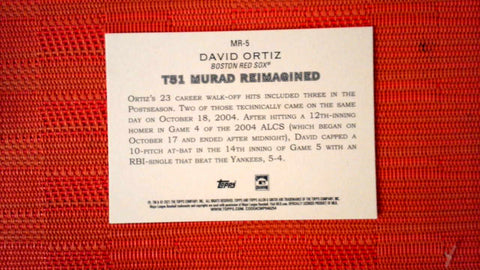 MR-5
DAVID ORTIZ
BOSTON RED SOX®
T51 MURAD REIMAGINED
ORTIZ'S 23 CAREER WALK-OFF HITS INCLUDED THREE IN THE
POSTSEASON. TWO OF THOSE TECHNICALLY CAME ON THE SAME
DAY ON OCTOBER 18, 2004. AFTER HITTING A 12TH-INNING
HOMER IN GAME 4 OF THE 2004 ALCS (WHICH BEGAN ON
OCTOBER 17 AND ENDED AFTER MIDNIGHT), DAVID CAPPED A
10-PITCH AT-BAT IN THE 14TH INNING OF GAME 5 WITH AN
RBI-SINGLE THAT BEAT THE YANKEES, 5-4.
Topps